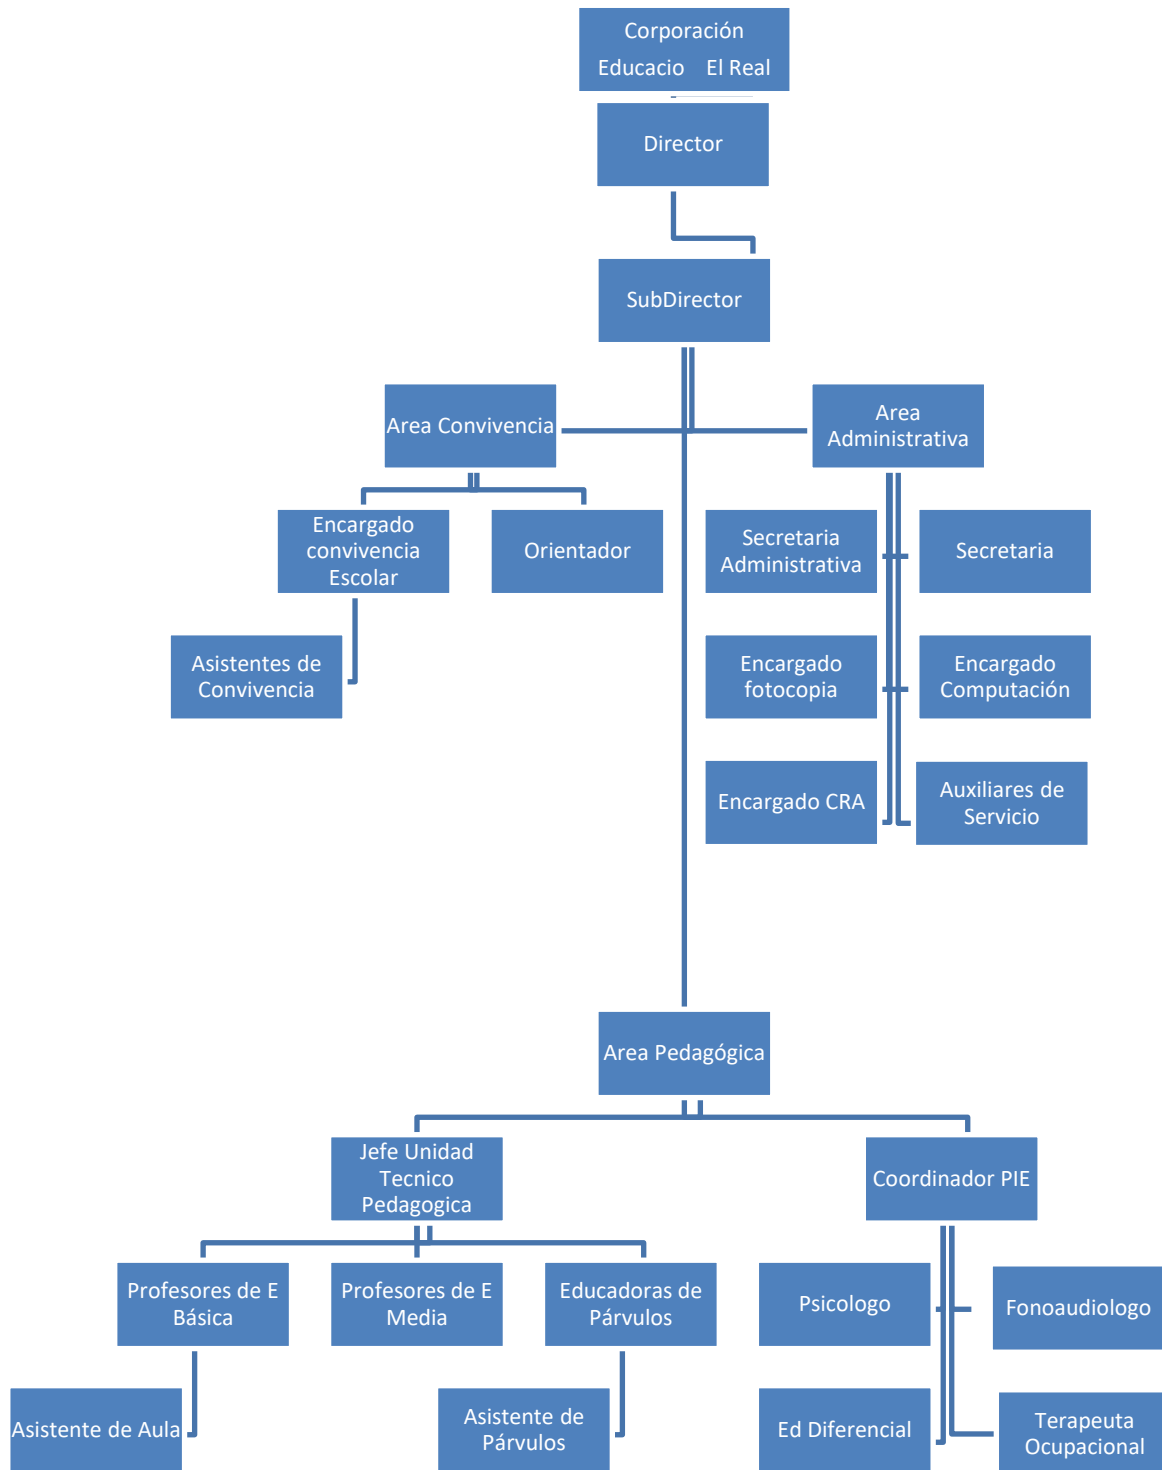 Corporación
Educacio El Real
Director
SubDirector
Area Convivencia
Area
Administrativa
Encargado
convivencia
Escolar
Orientador
Secretaria
Administrativa
Secretaria
Asistentes de
Convivencia
Encargado
fotocopia
Encargado
Computación
Encargado CRA
Auxiliares de
Servicio
Area Pedagógica
Jefe Unidad
Tecnico
Pedagogica
Coordinador PIE
Profesores de E
Básica
Profesores de E
Media
Educadoras de
Párvulos
Psicologo
Fonoaudiologo
Asistente de Aula
Asistente de
Párvulos
Ed Diferencial
Terapeuta
Ocupacional